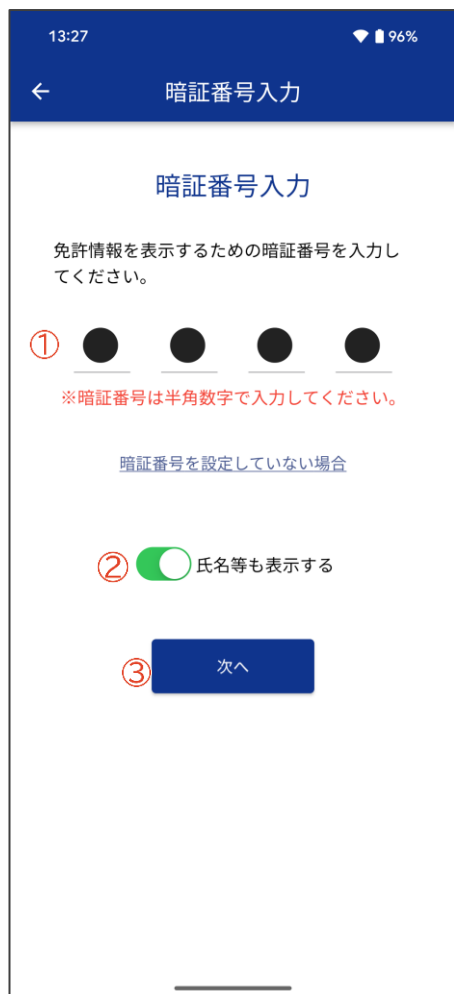 13:27 96%
暗証番号入力
暗証番号入力
免許情報を表示するための暗証番号を入力し
てください。
①
※暗証番号は半角数字で入力してください。
暗証番号を設定していない場合
② 氏名等も表示する
③ 次へ